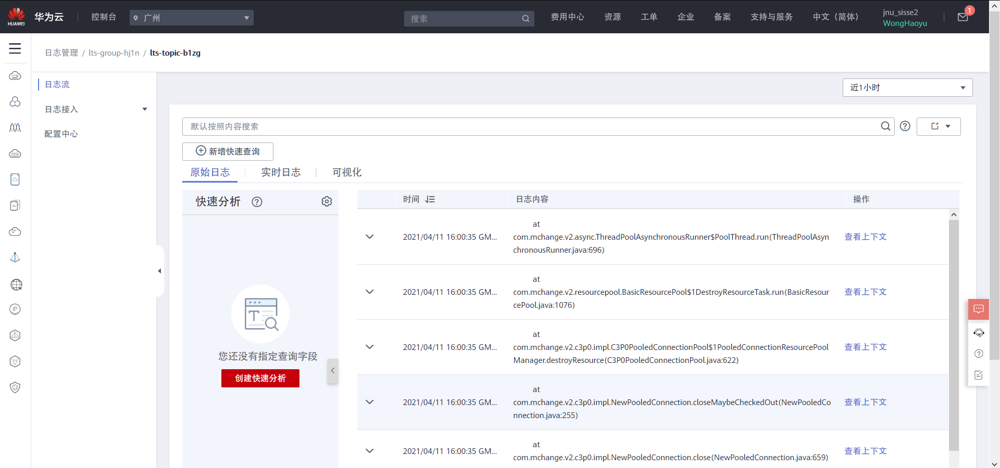 HUAWEI
华为云
控制台
广州
搜索
费用中心
资源
工单
企业
备案
支持与服务
中文（简体）
jnu_sisse2
WongHaoyu
1
日志管理 / lts-group-hj1n / lts-topic-b1zg
日志流
日志接入
配置中心
近1小时
默认按照内容搜索
新增快速查询
原始日志
实时日志
可视化
快速分析
您还没有指定查询字段
创建快速分析
时间
日志内容
操作
at
2021/04/11 16:00:35 GM...
com.mchange.v2.async.ThreadPoolAsynchronousRunner$PoolThread.run(ThreadPoolAsyn
chronousRunner.java:696)
查看上下文
at
2021/04/11 16:00:35 GM...
com.mchange.v2.resourcepool.BasicResourcePool$1DestroyResourceTask.run(BasicResour
cePool.java:1076)
查看上下文
at
2021/04/11 16:00:35 GM...
com.mchange.v2.c3p0.impl.C3P0PooledConnectionPool$1PooledConnectionResourcePool
Manager.destroyResource(C3P0PooledConnectionPool.java:622)
查看上下文
at
2021/04/11 16:00:35 GM...
com.mchange.v2.c3p0.impl.NewPooledConnection.closeMaybeCheckedOut(NewPooledCo
nnection.java:255)
查看上下文
at
2021/04/11 16:00:35 GM...
com.mchange.v2.c3p0.impl.NewPooledConnection.close(NewPooledConnection.java:659)
查看上下文